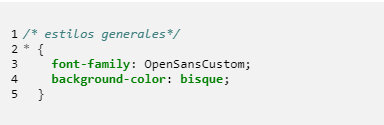 1 /* estilos generales*/
2 * {
3 font-family: OpenSansCustom;
4 background-color: bisque;
5 }